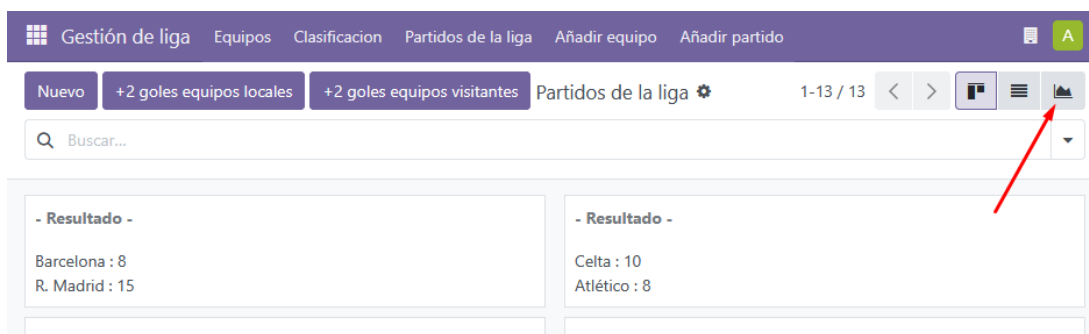 Gestión de liga Equipos Clasificacion Partidos de la liga Añadir equipo Añadir partido A
Nuevo +2 goles equipos locales +2 goles equipos visitantes Partidos de la liga 1-13 / 13
Buscar...
- Resultado - - Resultado -
Barcelona : 8 Celta : 10
R. Madrid : 15 Atlético : 8